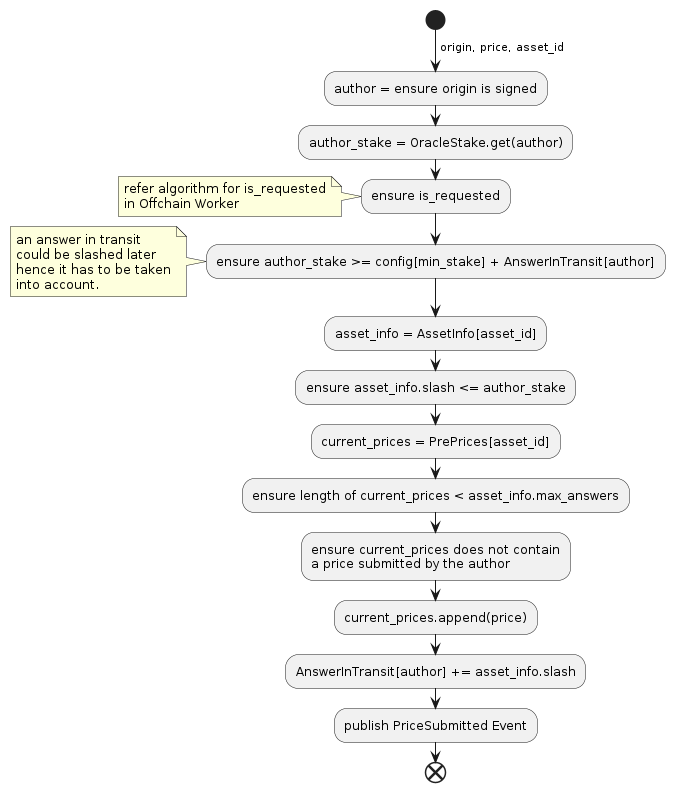 origin, price, asset_id
author = ensure origin is signed
author_stake = OracleStake.get(author)
refer algorithm for is_requested
in Offchain Worker
ensure is_requested
an answer in transit
could be slashed later
hence it has to be taken
into account.
ensure author_stake >= config[min_stake] + AnswerInTransit[author]
asset_info = AssetInfo[asset_id]
ensure asset_info.slash <= author_stake
current_prices = PrePrices[asset_id]
ensure length of current_prices < asset_info.max_answers
ensure current_prices does not contain
a price submitted by the author
current_prices.append(price)
AnswerInTransit[author] += asset_info.slash
publish PriceSubmitted Event